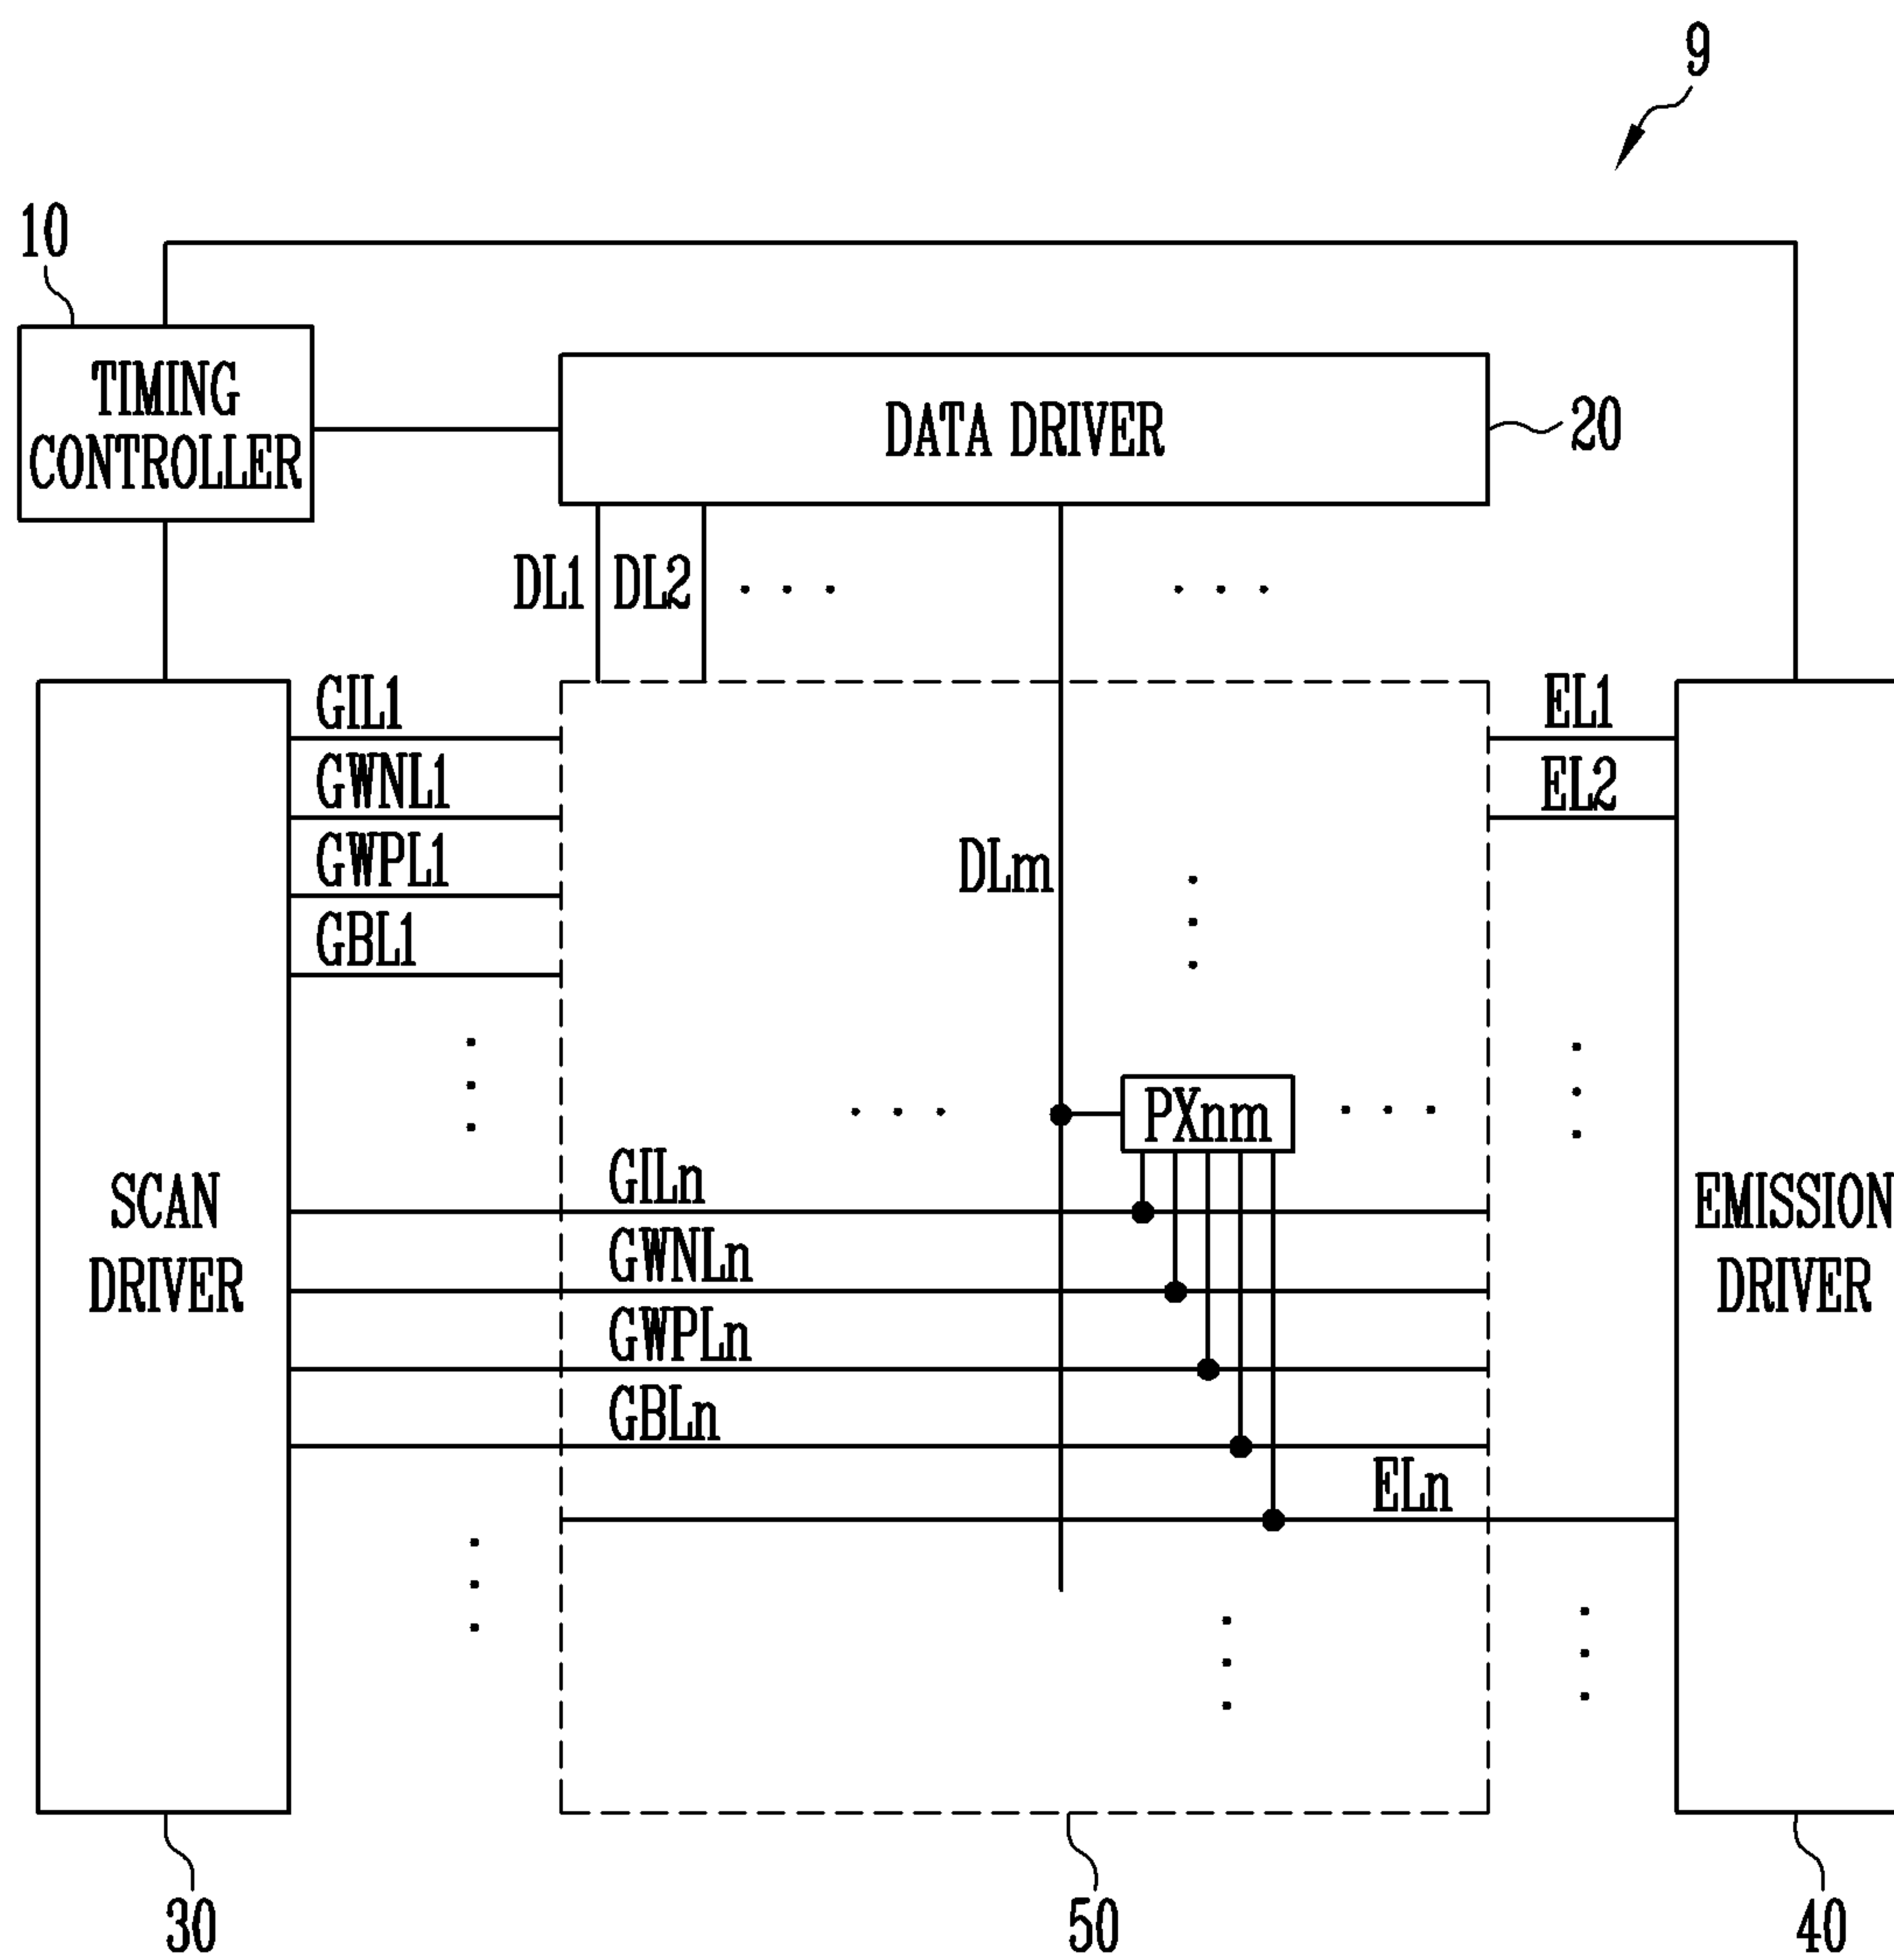 9
10
TIMING
CONTROLLER
DATA DRIVER
20
DL1
DL2
. . .
. . .
GIL1
GWNL1
GWPL1
GBL1
EL1
EL2
DLm
PXnm
SCAN
DRIVER
GILn
GWNLn
GWPLn
GBLn
ELn
EMISSION
DRIVER
30
50
40